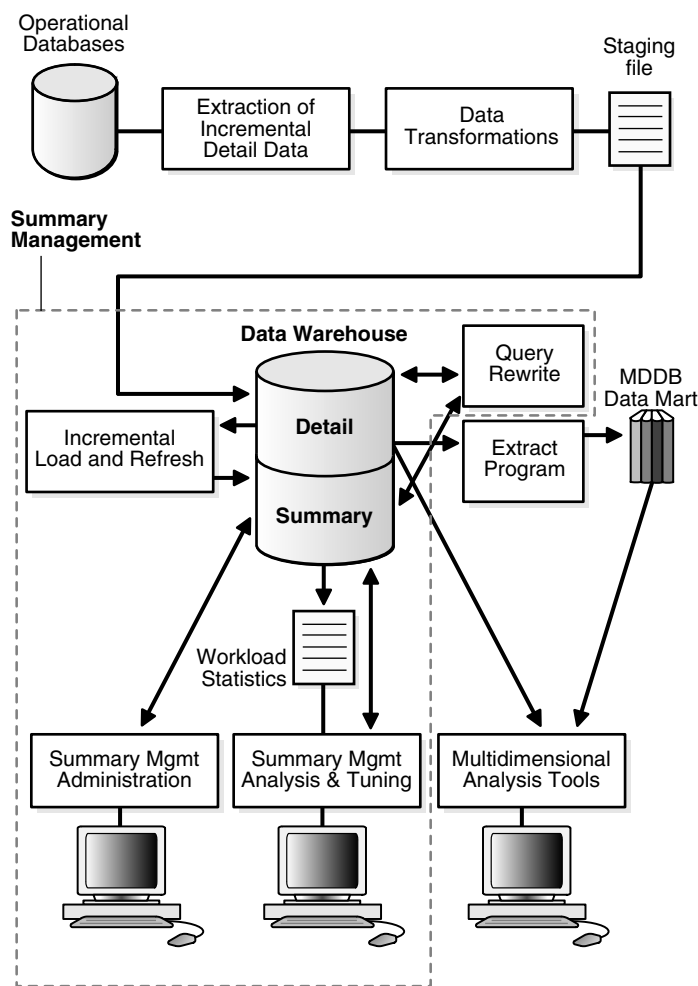 Operational
Databases
Extraction of
Incremental
Detail Data
Data
Transformations
Staging
file
Summary
Management
Data Warehouse
Query
Rewrite
MDDB
Data Mart
Detail
Incremental
Load and Refresh
Extract
Program
Summary
Workload
Statistics
Summary Mgmt
Administration
Summary Mgmt
Analysis & Tuning
Multidimensional
Analysis Tools